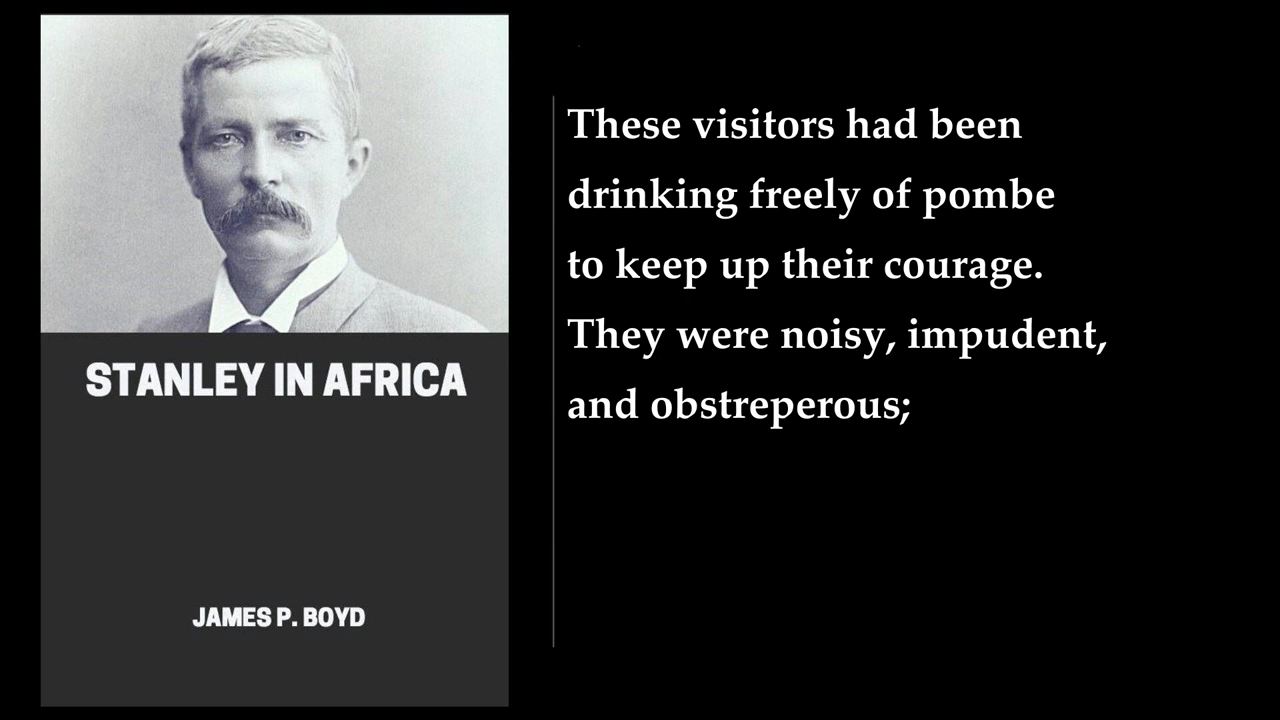 STANLEY IN AFRICA
JAMES P. BOYD
These visitors had been
drinking freely of pombe
to keep up their courage.
They were noisy, impudent,
and obstreperous;